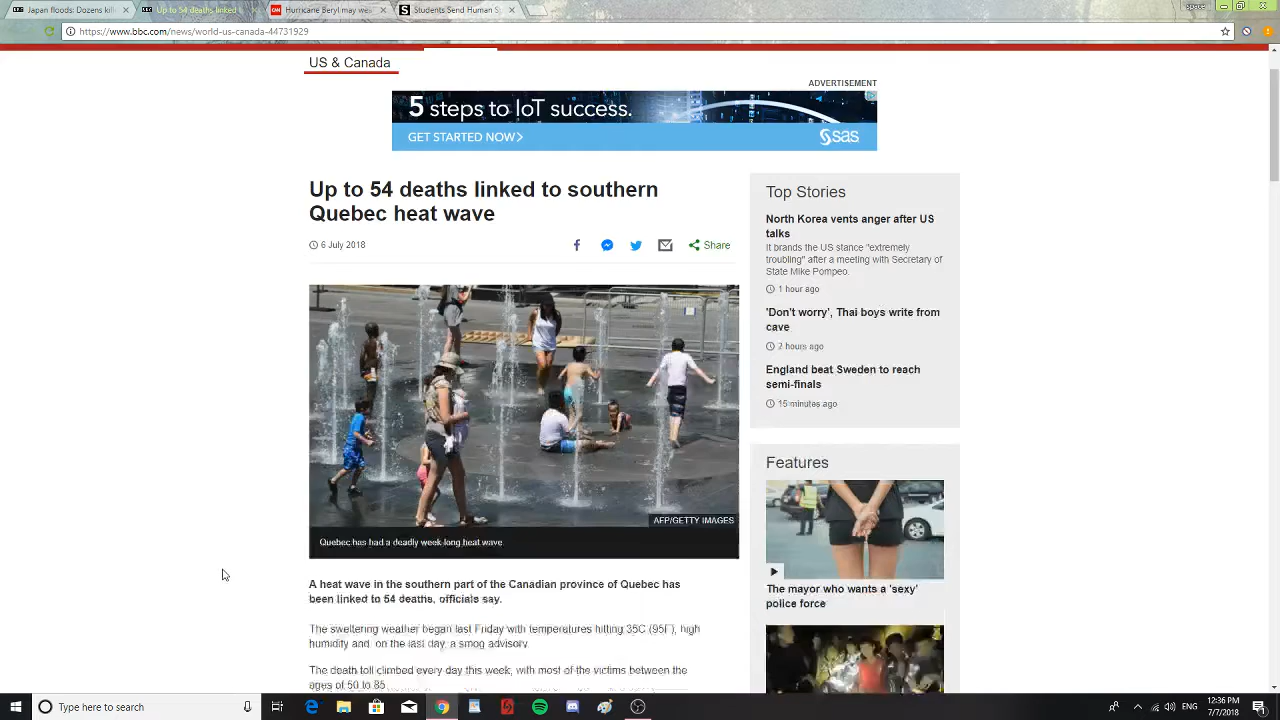 Japan floods: Dozens kille
Up to 54 deaths linked t
Hurricane Beryl may we
Students Send Human S
https://www.bbc.com/news/world-us-canada-44731929
US & Canada
ADVERTISEMENT
5 steps to IoT success.
GET STARTED NOW>
sas
Up to 54 deaths linked to southern
Quebec heat wave
6 July 2018
Share
AFP/GETTY IMAGES
Quebec has had a deadly week-long heat wave
A heat wave in the southern part of the Canadian province of Quebec has
been linked to 54 deaths, officials say.
The sweltering weather began last Friday with temperatures hitting 35C (95F), high
humidity and, on the last day, a smog advisory.
The death toll climbed every day this week, with most of the victims between the
ages of 50 to 85.
Top Stories
North Korea vents anger after US
talks
It brands the US stance "extremely
troubling" after a meeting with Secretary of
State Mike Pompeo.
1 hour ago
'Don't worry', Thai boys write from
cave
2 hours ago
England beat Sweden to reach
semi-finals
15 minutes ago
Features
The mayor who wants a 'sexy'
police force
Type here to search
ENG
12:36 PM
7/7/2018